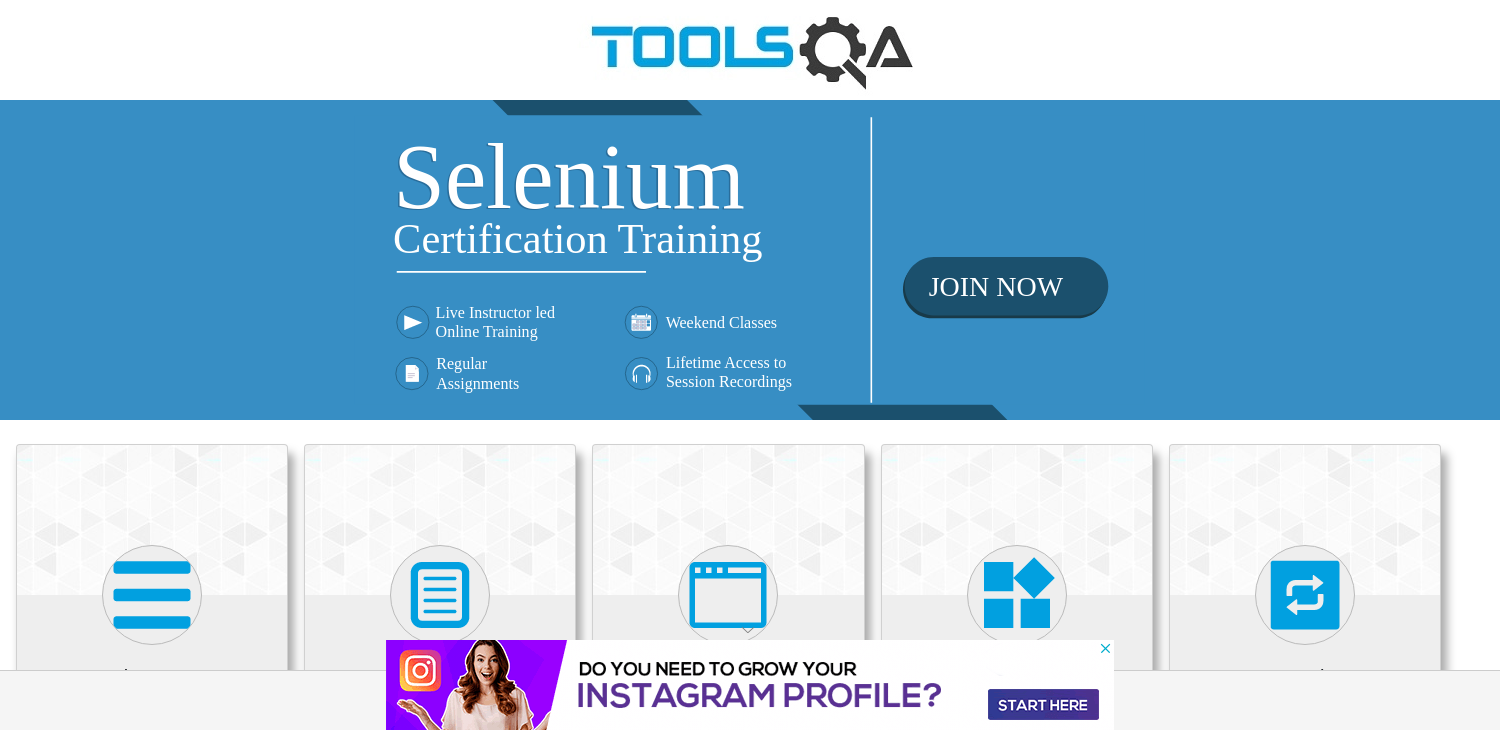 TOOLSQA
Selenium
Certification Training
JOIN NOW
Live Instructor led
Online Training
Weekend Classes
Regular
Assignments
Lifetime Access to
Session Recordings
DO YOU NEED TO GROW YOUR
INSTAGRAM PROFILE?
START HERE